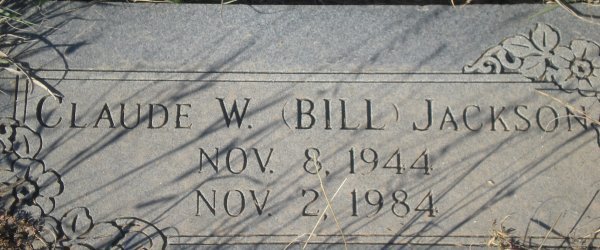 CLAUDE W. (BILL) JACKSON
NOV. 8, 1944
NOV. 2, 1984